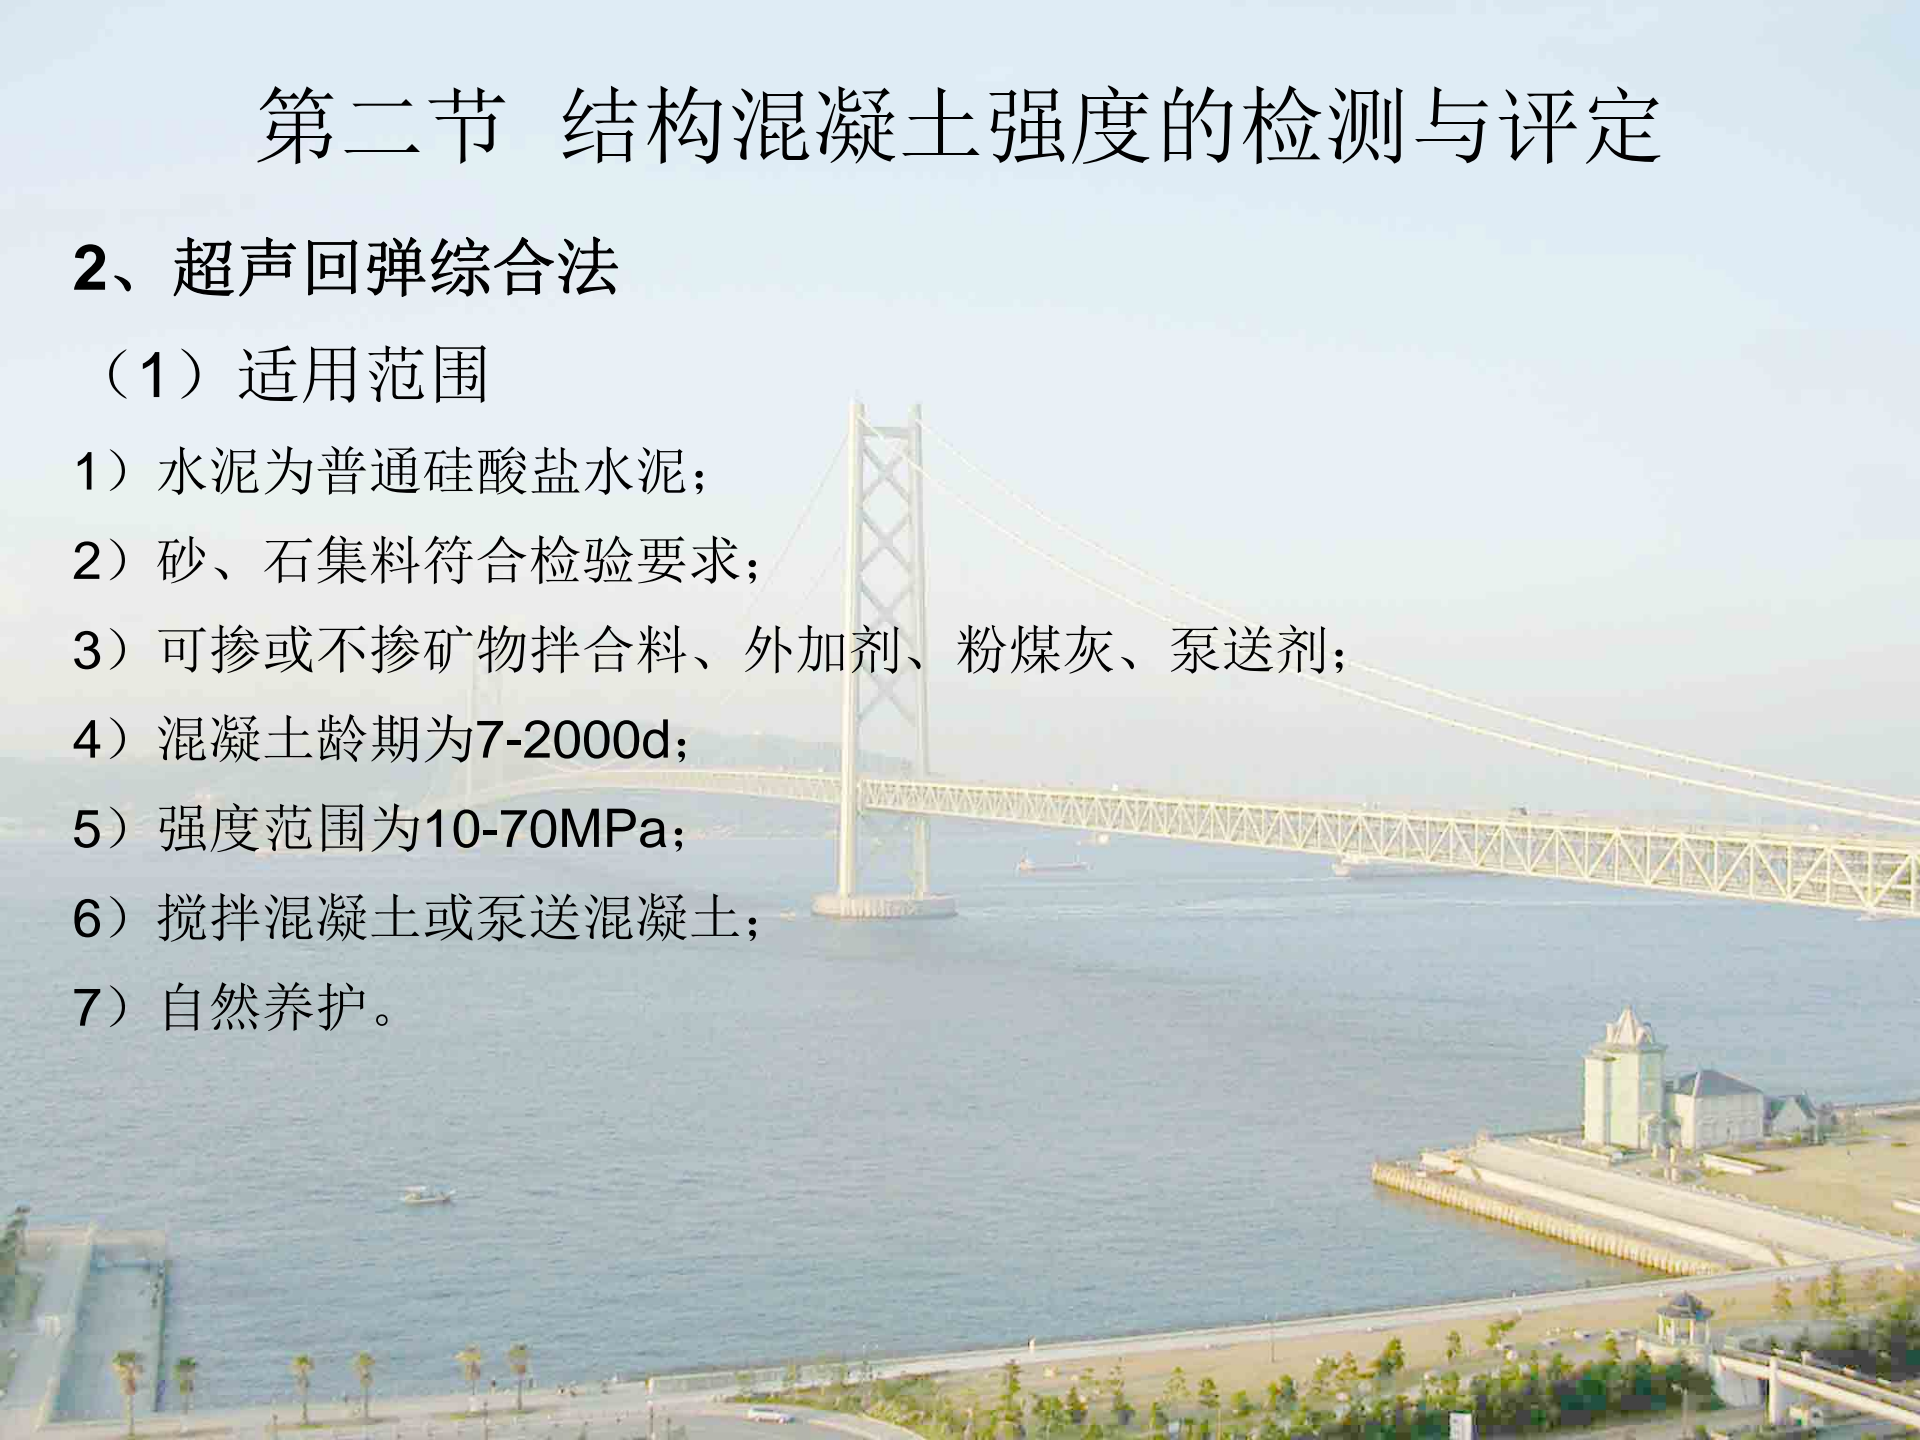 第二节 结构混凝土强度的检测与评定
2、超声回弹综合法
（1）适用范围
1）水泥为普通硅酸盐水泥；
2）砂、石集料符合检验要求；
3）可掺或不掺矿物拌合料、外加剂、粉煤灰、泵送剂；
4）混凝土龄期为7-2000d；
5）强度范围为10-70MPa；
6）搅拌混凝土或泵送混凝土；
7）自然养护。